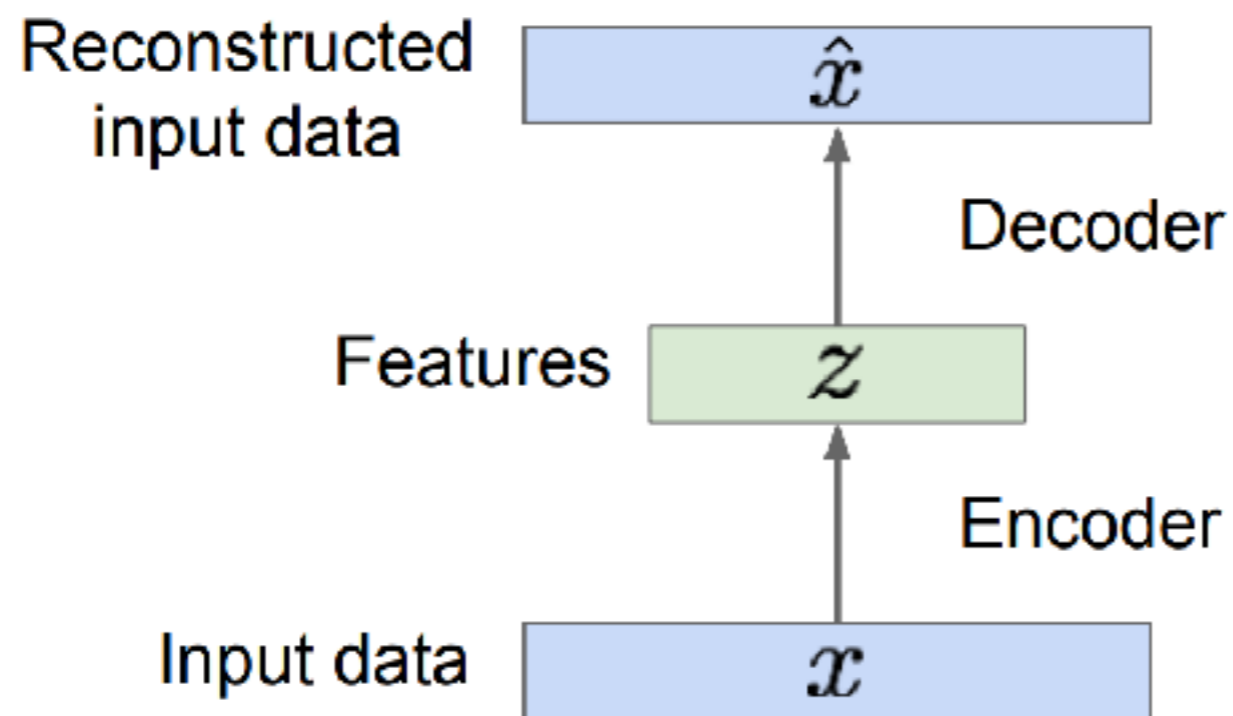 Reconstructed
input data
x̂
Decoder
Features
z
Encoder
Input data
x